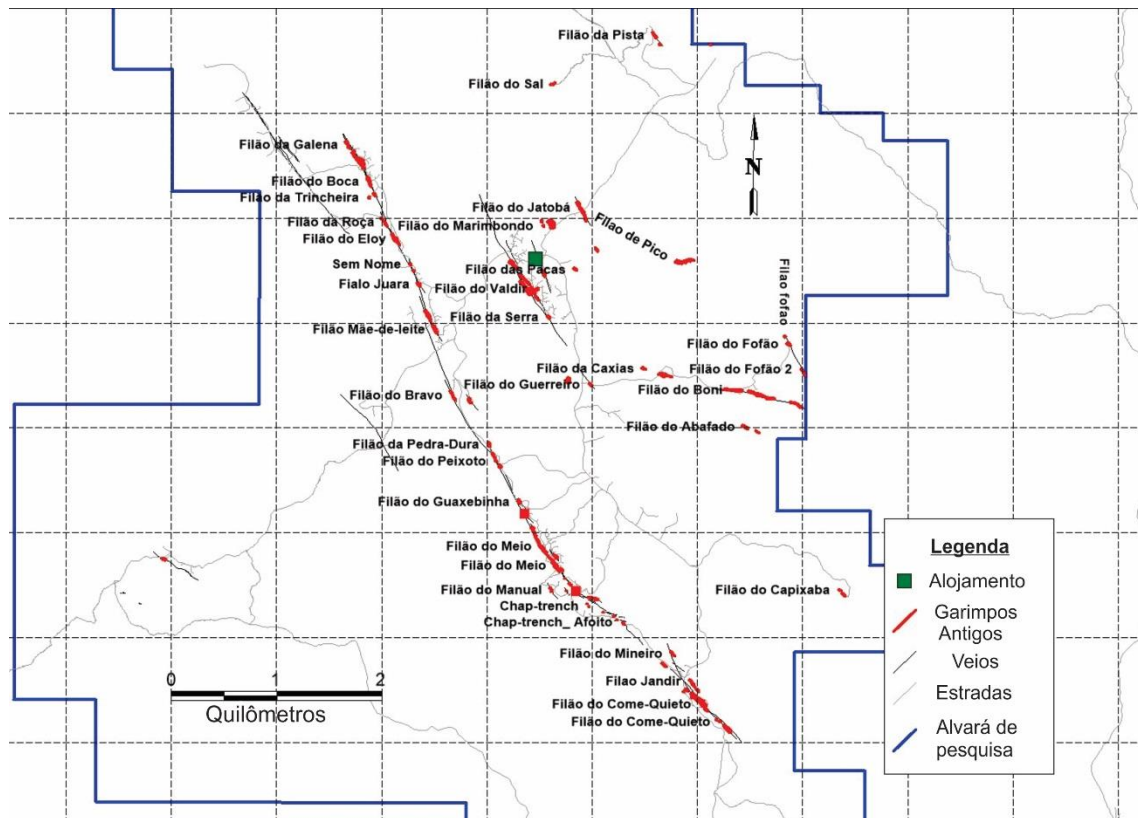 Filão da Pista
Filão do Sal
N
Filão da Galena
Filão do Boca
Filão da Trincheira
Filão da Roça
Filão do Eloy
Sem Nome
Fialo Juara
Filão Mãe-de-leite
Filão do Jatobá
Filão do Marimbondo
Filao de Pico
Filão das Pacas
Filão do Valdir
Filão da Serra
Filao fofao
Filão do Fofão
Filão do Fofão 2
Filão da Caxias
Filão do Guerreiro
Filão do Boni
Filão do Bravo
Filão do Abafado
Filão da Pedra-Dura
Filão do Peixoto
Filão do Guaxebinha
Filão do Meio
Filão do Meio
Filão do Manual
Chap-trench
Chap-trench_ Afoito
Filão do Capixaba
Filão do Mineiro
Filao Jandir
Filão do Come-Quieto
Filão do Come-Quieto
0 2
Quilômetros
Legenda
Alojamento
Garimpos
Antigos
Veios
Estradas
Alvará de
pesquisa